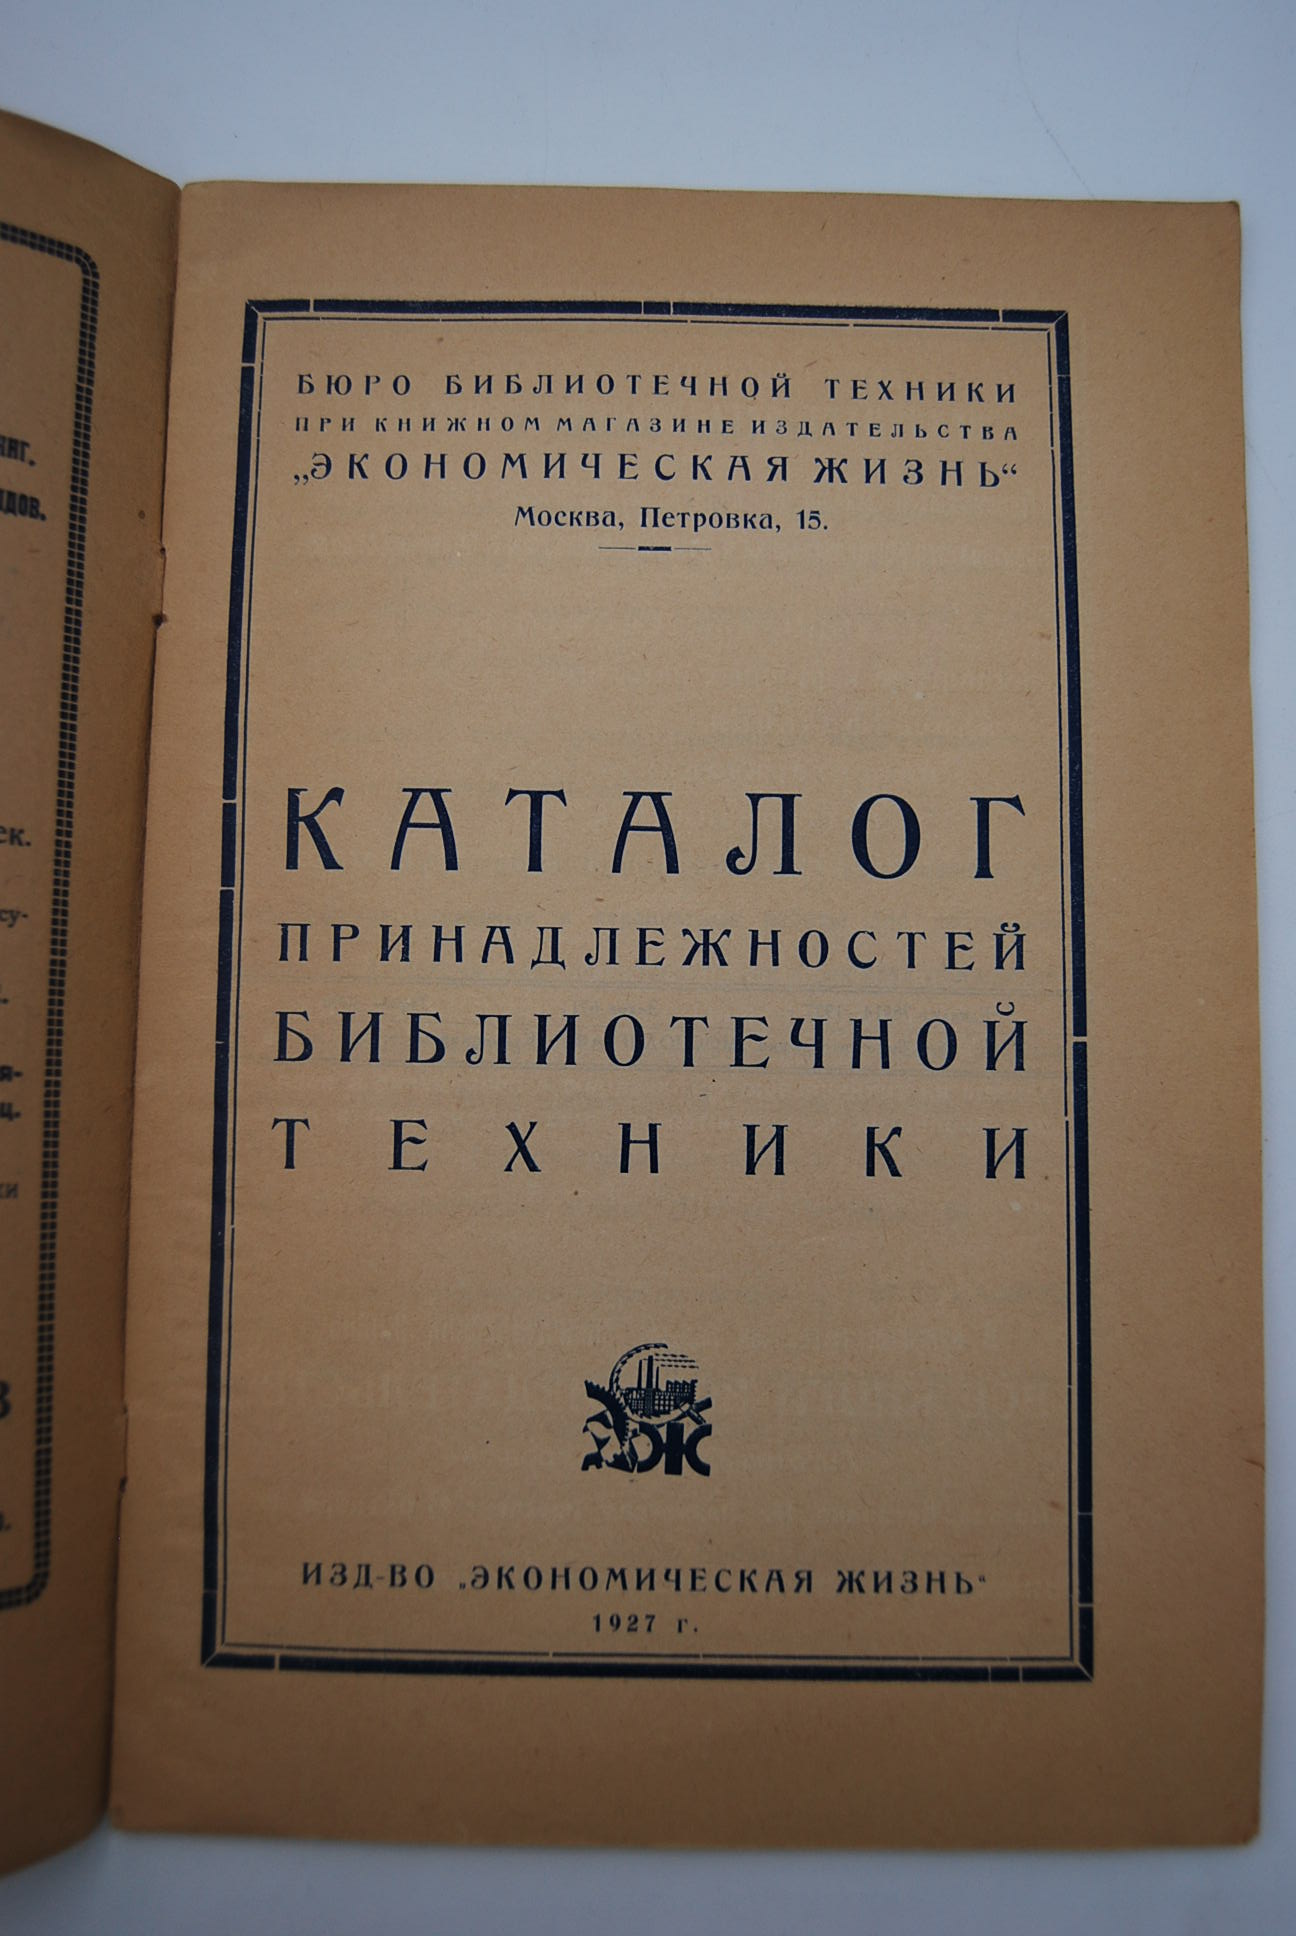 БЮРО БИБЛИОТЕЧНОЙ ТЕХНИКИ
ПРИ КНИЖНОМ МАГАЗИНЕ ИЗДАТЕЛЬСТВА
„ЭКОНОМИЧЕСКАЯ ЖИЗНЬ“
Москва, Петровка, 15.
КАТАЛОГ
ПРИНАДЛЕЖНОСТЕЙ
БИБЛИОТЕЧНОЙ
ТЕХНИКИ
ЭЖ
ИЗД-ВО „ЭКОНОМИЧЕСКАЯ ЖИЗНЬ“
1927 г.